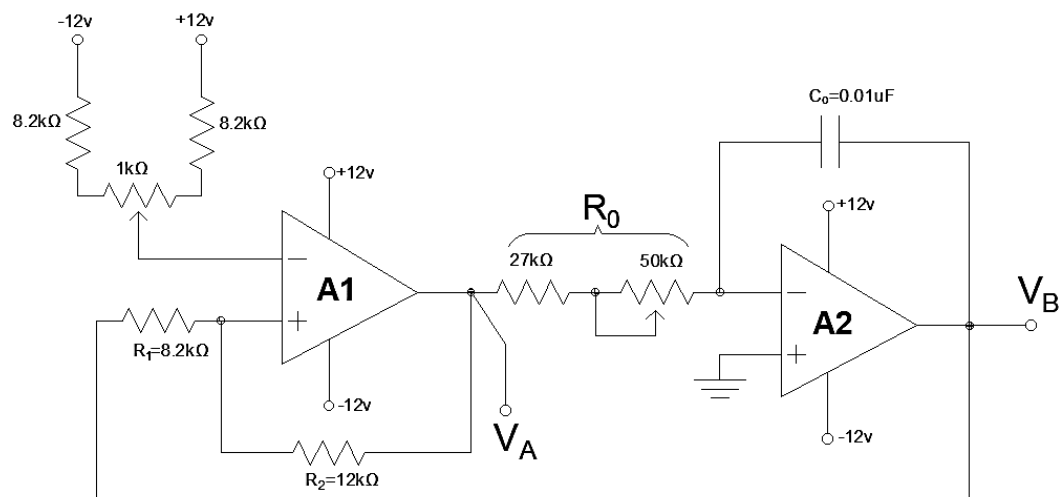 -12v
+12v
8.2kΩ
8.2kΩ
1kΩ
+12v
A1
-12v
R₁=8.2kΩ
R₂=12kΩ
V_A
R₀
27kΩ
50kΩ
C₀=0.01uF
+12v
A2
-12v
V_B